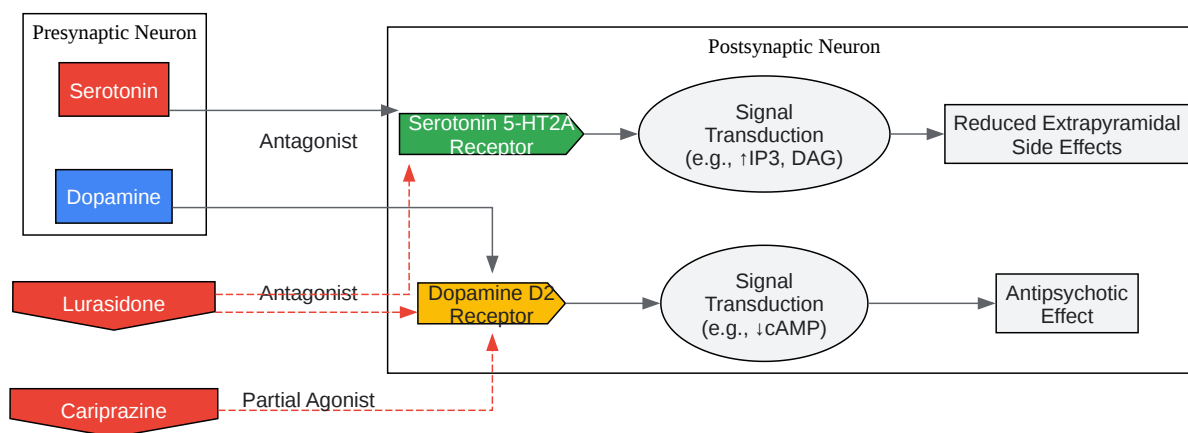 Presynaptic Neuron
Postsynaptic Neuron
Serotonin
Antagonist
Serotonin 5-HT2A
Receptor
Signal
Transduction
(e.g., ↑IP3, DAG)
Reduced Extrapyramidal
Side Effects
Dopamine
Lurasidone
Antagonist
Dopamine D2
Receptor
Signal
Transduction
(e.g., ↓cAMP)
Antipsychotic
Effect
Cariprazine
Partial Agonist